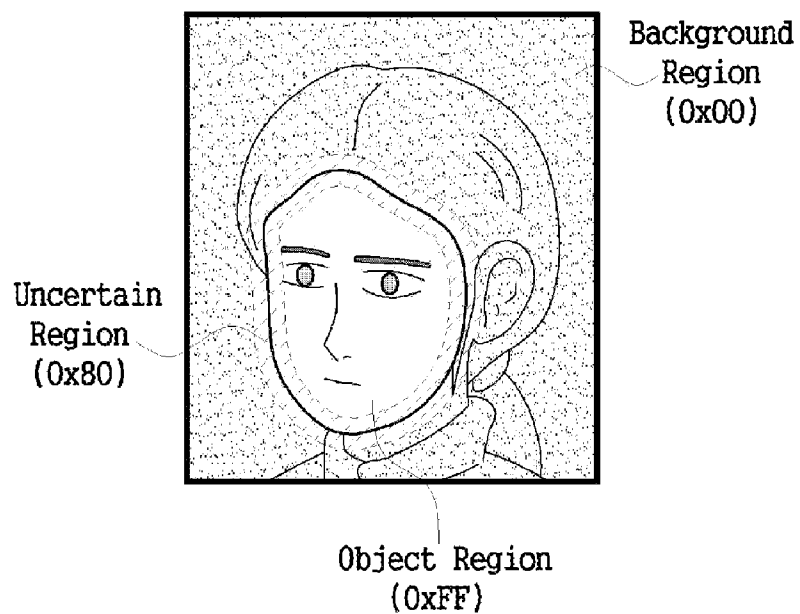 Background
Region
(0x00)
Uncertain
Region
(0x80)
Object Region
(0xFF)